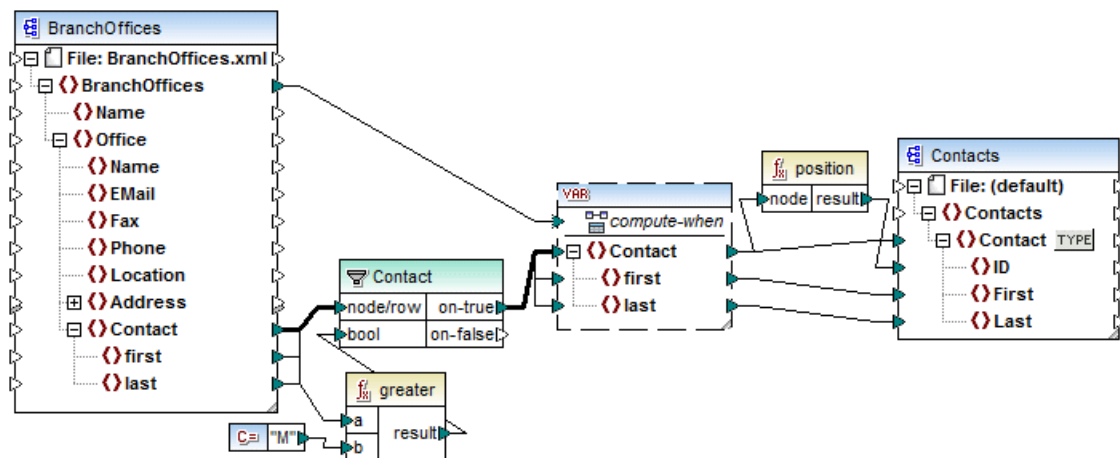 BranchOffices
File: BranchOffices.xml
BranchOffices
Name
Office
Name
EMail
Fax
Phone
Location
Address
Contact
first
last
Contact
node/row on-true
bool on-false
greater
a
b
result
C= "M"
VAR
compute-when
Contact
first
last
fx position
node result
Contacts
File: (default)
Contacts
Contact TYPE
ID
First
Last